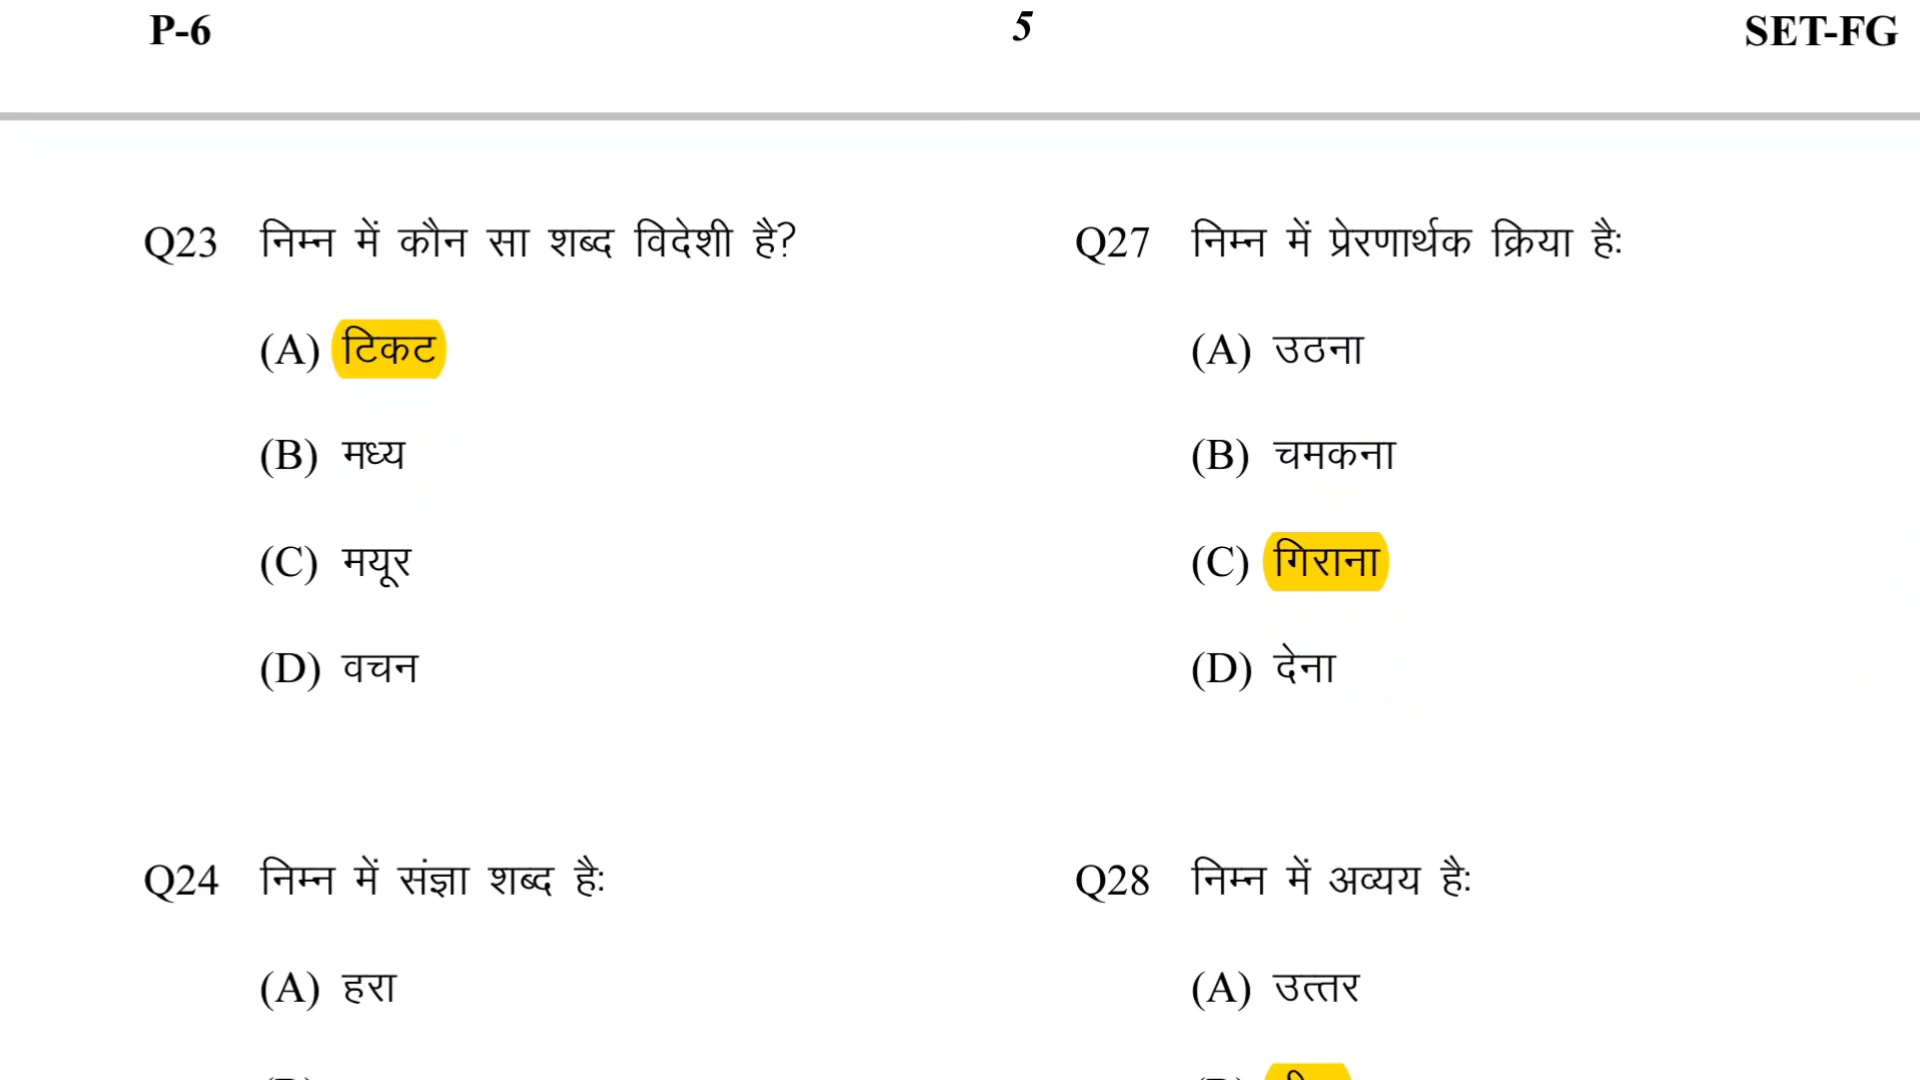 P-6 5 SET-FG
Q23 निम्न में कौन सा शब्द विदेशी है?
(A) टिकट
(B) मध्य
(C) मयूर
(D) वचन
Q24 निम्न में संज्ञा शब्द है:
(A) हरा
Q27 निम्न में प्रेरणार्थक क्रिया है:
(A) उठना
(B) चमकना
(C) गिराना
(D) देना
Q28 निम्न में अव्यय है:
(A) उत्तर